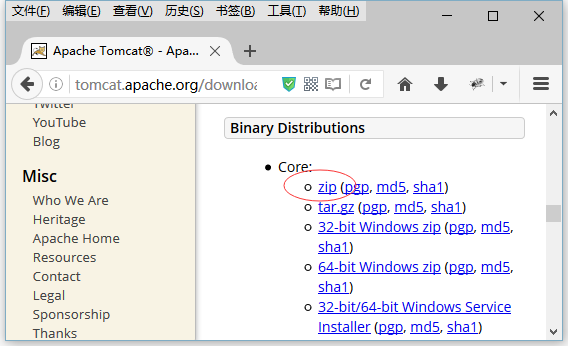 文件(F) 编辑(E) 查看(V) 历史(S) 书签(B) 工具(T) 帮助(H)
Apache Tomcat® - Apa...
tomcat.apache.org/downloa
Twitter
YouTube
Blog
Misc
Who We Are
Heritage
Apache Home
Resources
Contact
Legal
Sponsorship
Thanks
Binary Distributions
Core:
zip (pgp, md5, sha1)
tar.gz (pgp, md5, sha1)
32-bit Windows zip (pgp, md5,
sha1)
64-bit Windows zip (pgp, md5,
sha1)
32-bit/64-bit Windows Service
Installer (pgp, md5, sha1)